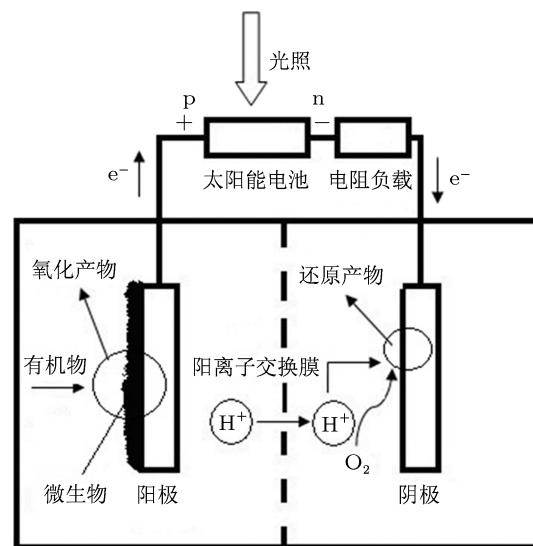 光照
p
n
+
−
e⁻
太阳能电池
电阻负载
e⁻
氧化产物
还原产物
有机物
阳离子交换膜
H⁺
H⁺
O₂
微生物
阳极
阴极